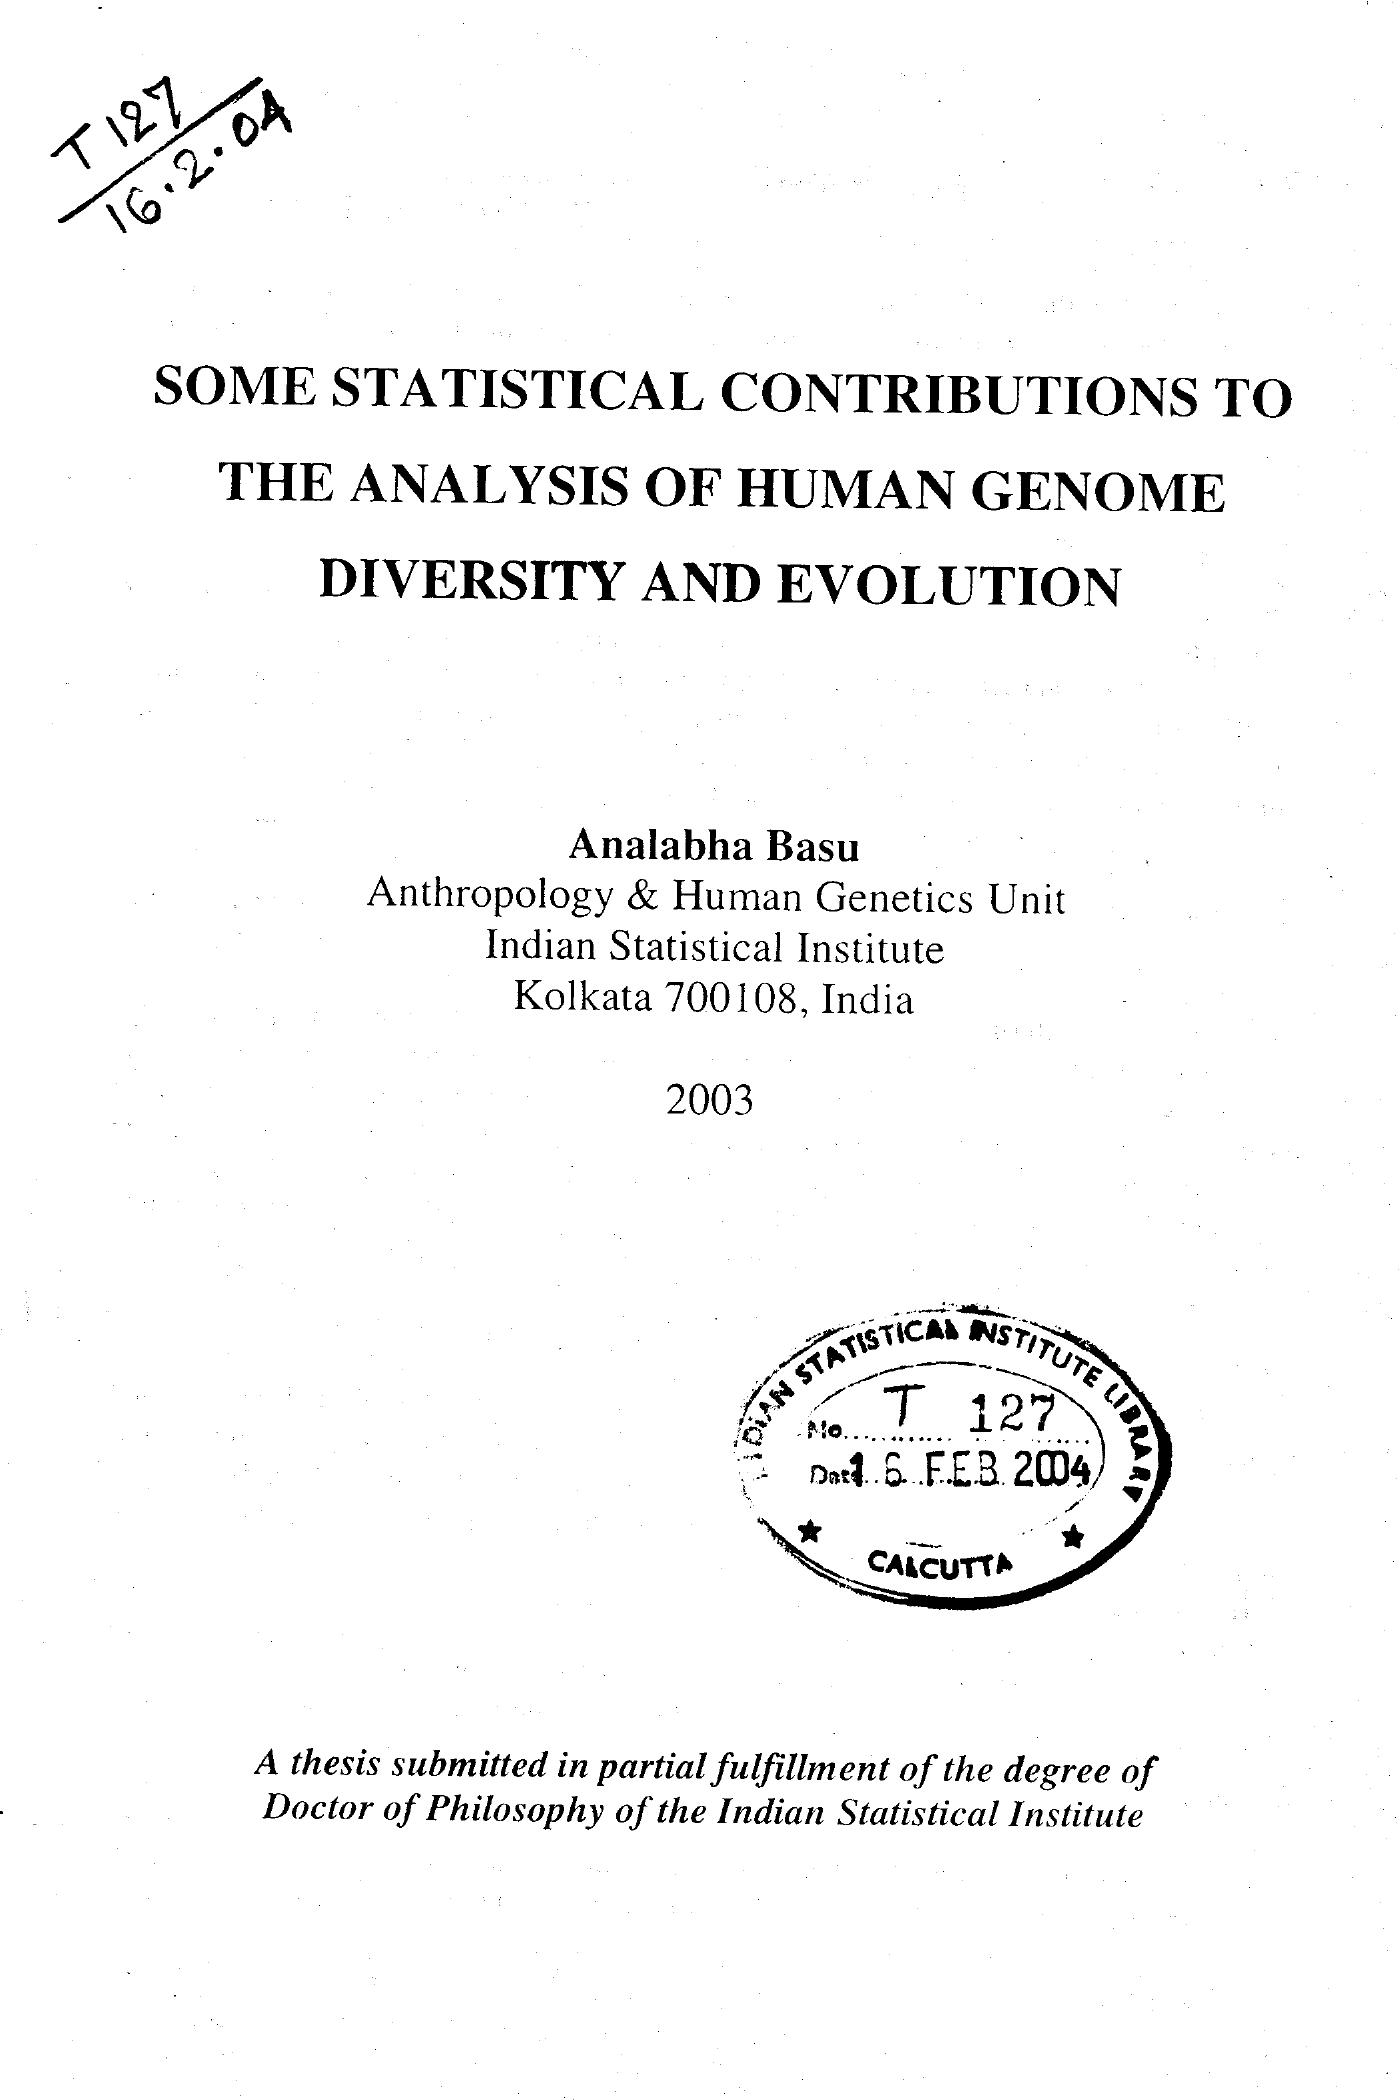 T 127
16.2.04
SOME STATISTICAL CONTRIBUTIONS TO
THE ANALYSIS OF HUMAN GENOME
DIVERSITY AND EVOLUTION
Analabha Basu
Anthropology & Human Genetics Unit
Indian Statistical Institute
Kolkata 700108, India
2003
INDIAN STATISTICAL INSTITUTE LIBRARY
No. T 127
Date 16 FEB 2004
★ CALCUTTA ★
A thesis submitted in partial fulfillment of the degree of
Doctor of Philosophy of the Indian Statistical Institute